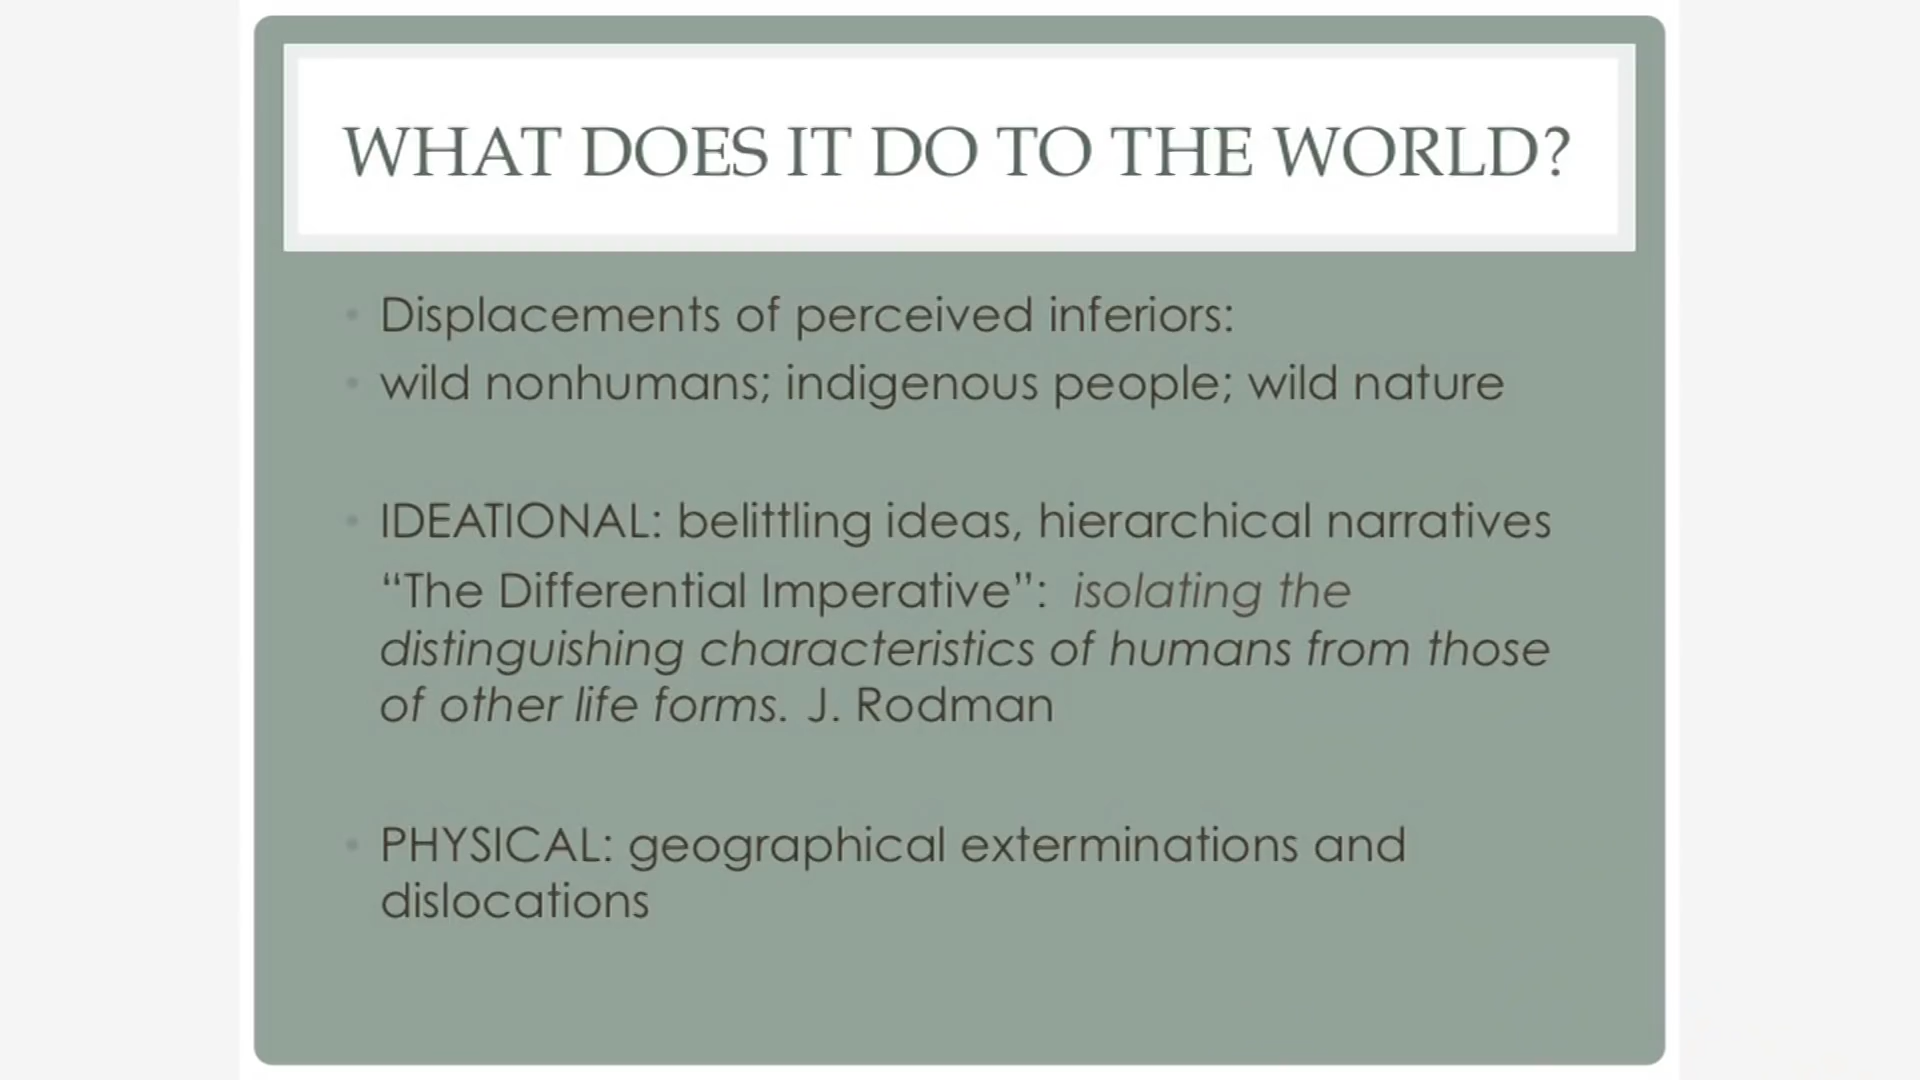 WHAT DOES IT DO TO THE WORLD?
• Displacements of perceived inferiors:
• wild nonhumans; indigenous people; wild nature
• IDEATIONAL: belittling ideas, hierarchical narratives
“The Differential Imperative”: isolating the
distinguishing characteristics of humans from those
of other life forms. J. Rodman
• PHYSICAL: geographical exterminations and
dislocations